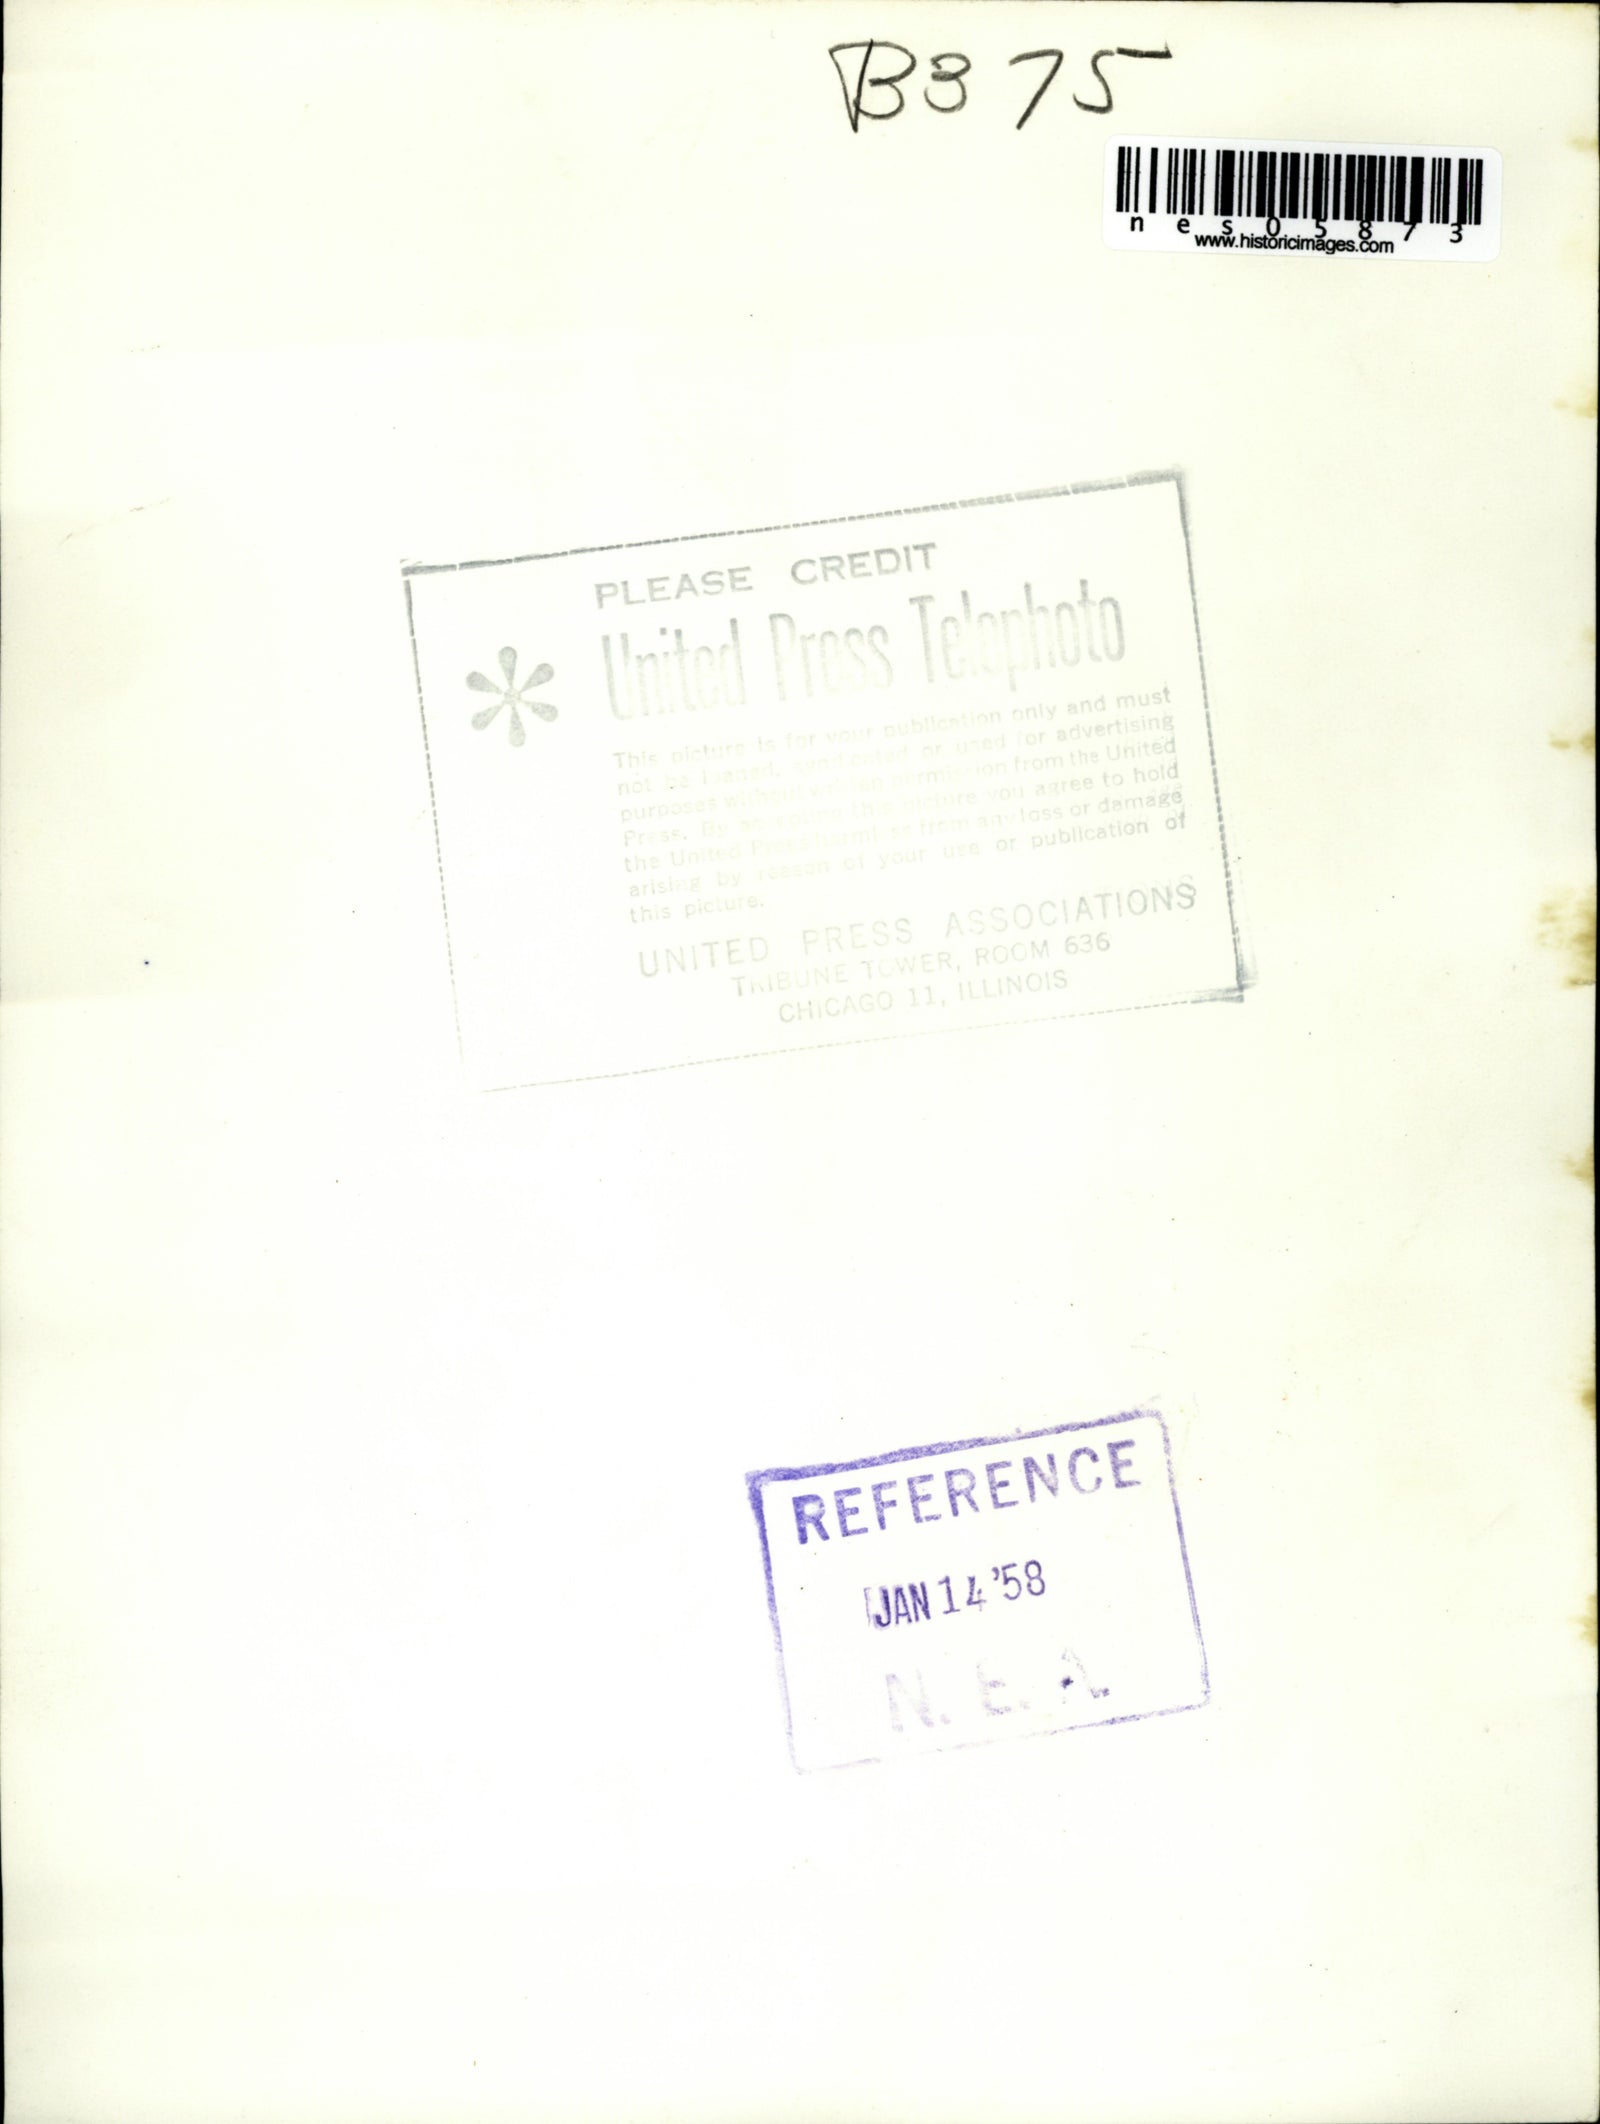 B375
nes05873
www.historicimages.com
PLEASE CREDIT
United Press Telephoto
This picture is for your publication only and must
not be loaned, syndicated or used for advertising
purposes without written permission from the United
Press. By accepting this picture you agree to hold
the United Press harmless from any loss or damage
arising by reason of your use or publication of
this picture.
UNITED PRESS ASSOCIATIONS
TRIBUNE TOWER, ROOM 636
CHICAGO 11, ILLINOIS
REFERENCE
JAN 14 '58
N. E. A.